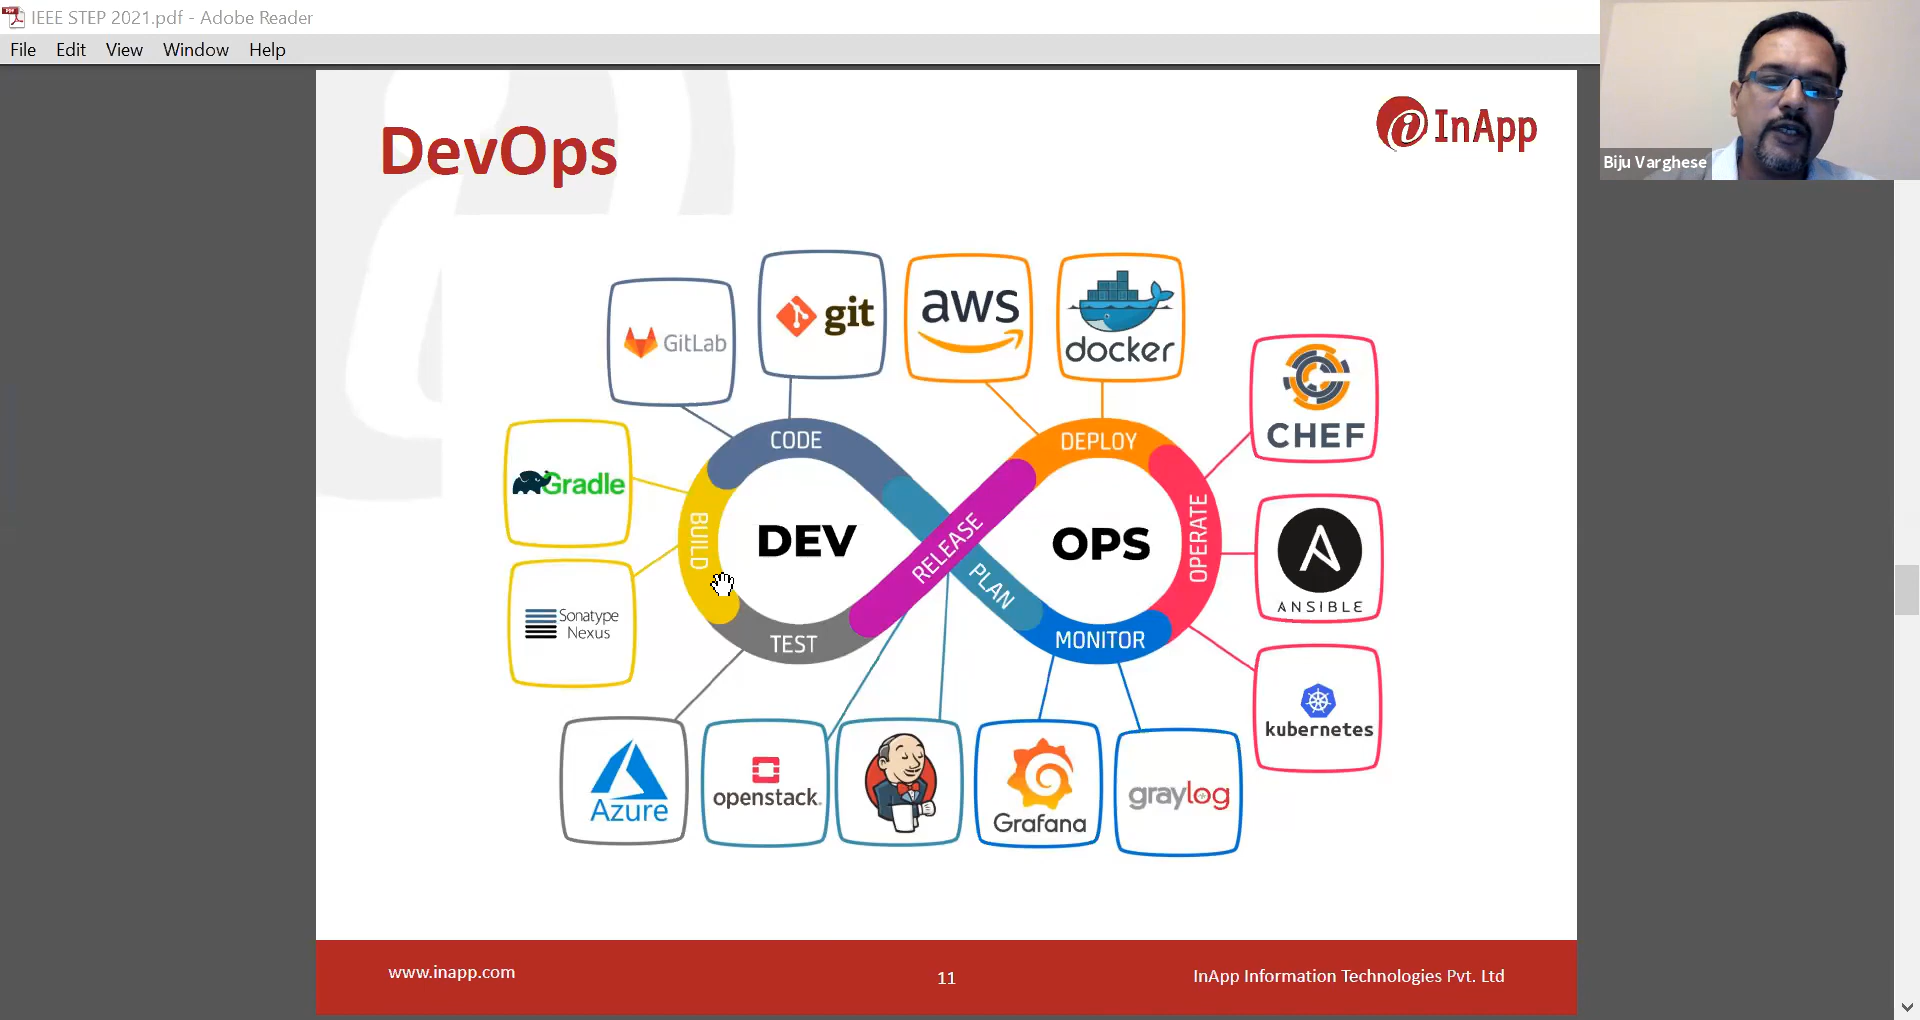 IEEE STEP 2021.pdf - Adobe Reader
File Edit View Window Help
Biju Varghese
DevOps
InApp
GitLab
git
aws
docker
CHEF
Gradle
CODE
DEPLOY
BUILD
DEV
RELEASE
PLAN
OPS
OPERATE
ANSIBLE
Sonatype
Nexus
TEST
MONITOR
kubernetes
Azure
openstack.
Grafana
graylog
www.inapp.com
11
InApp Information Technologies Pvt. Ltd